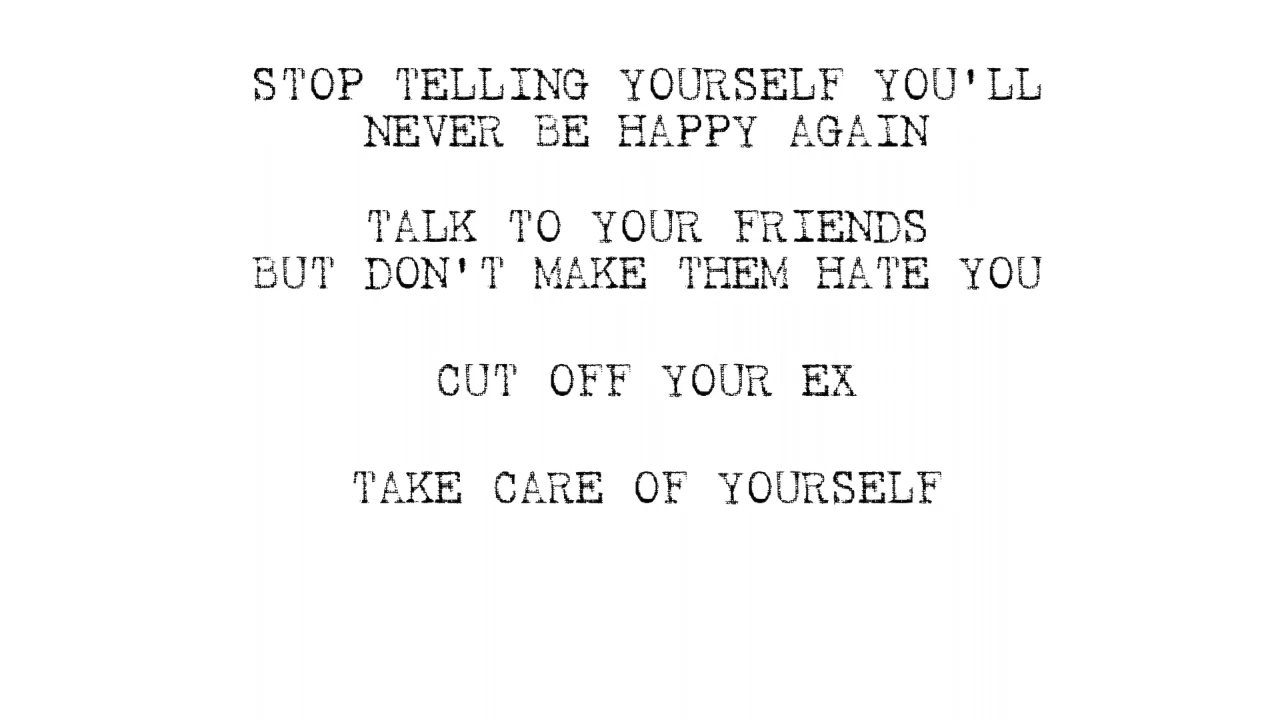 STOP TELLING YOURSELF YOU'LL
NEVER BE HAPPY AGAIN
TALK TO YOUR FRIENDS
BUT DON'T MAKE THEM HATE YOU
CUT OFF YOUR EX
TAKE CARE OF YOURSELF